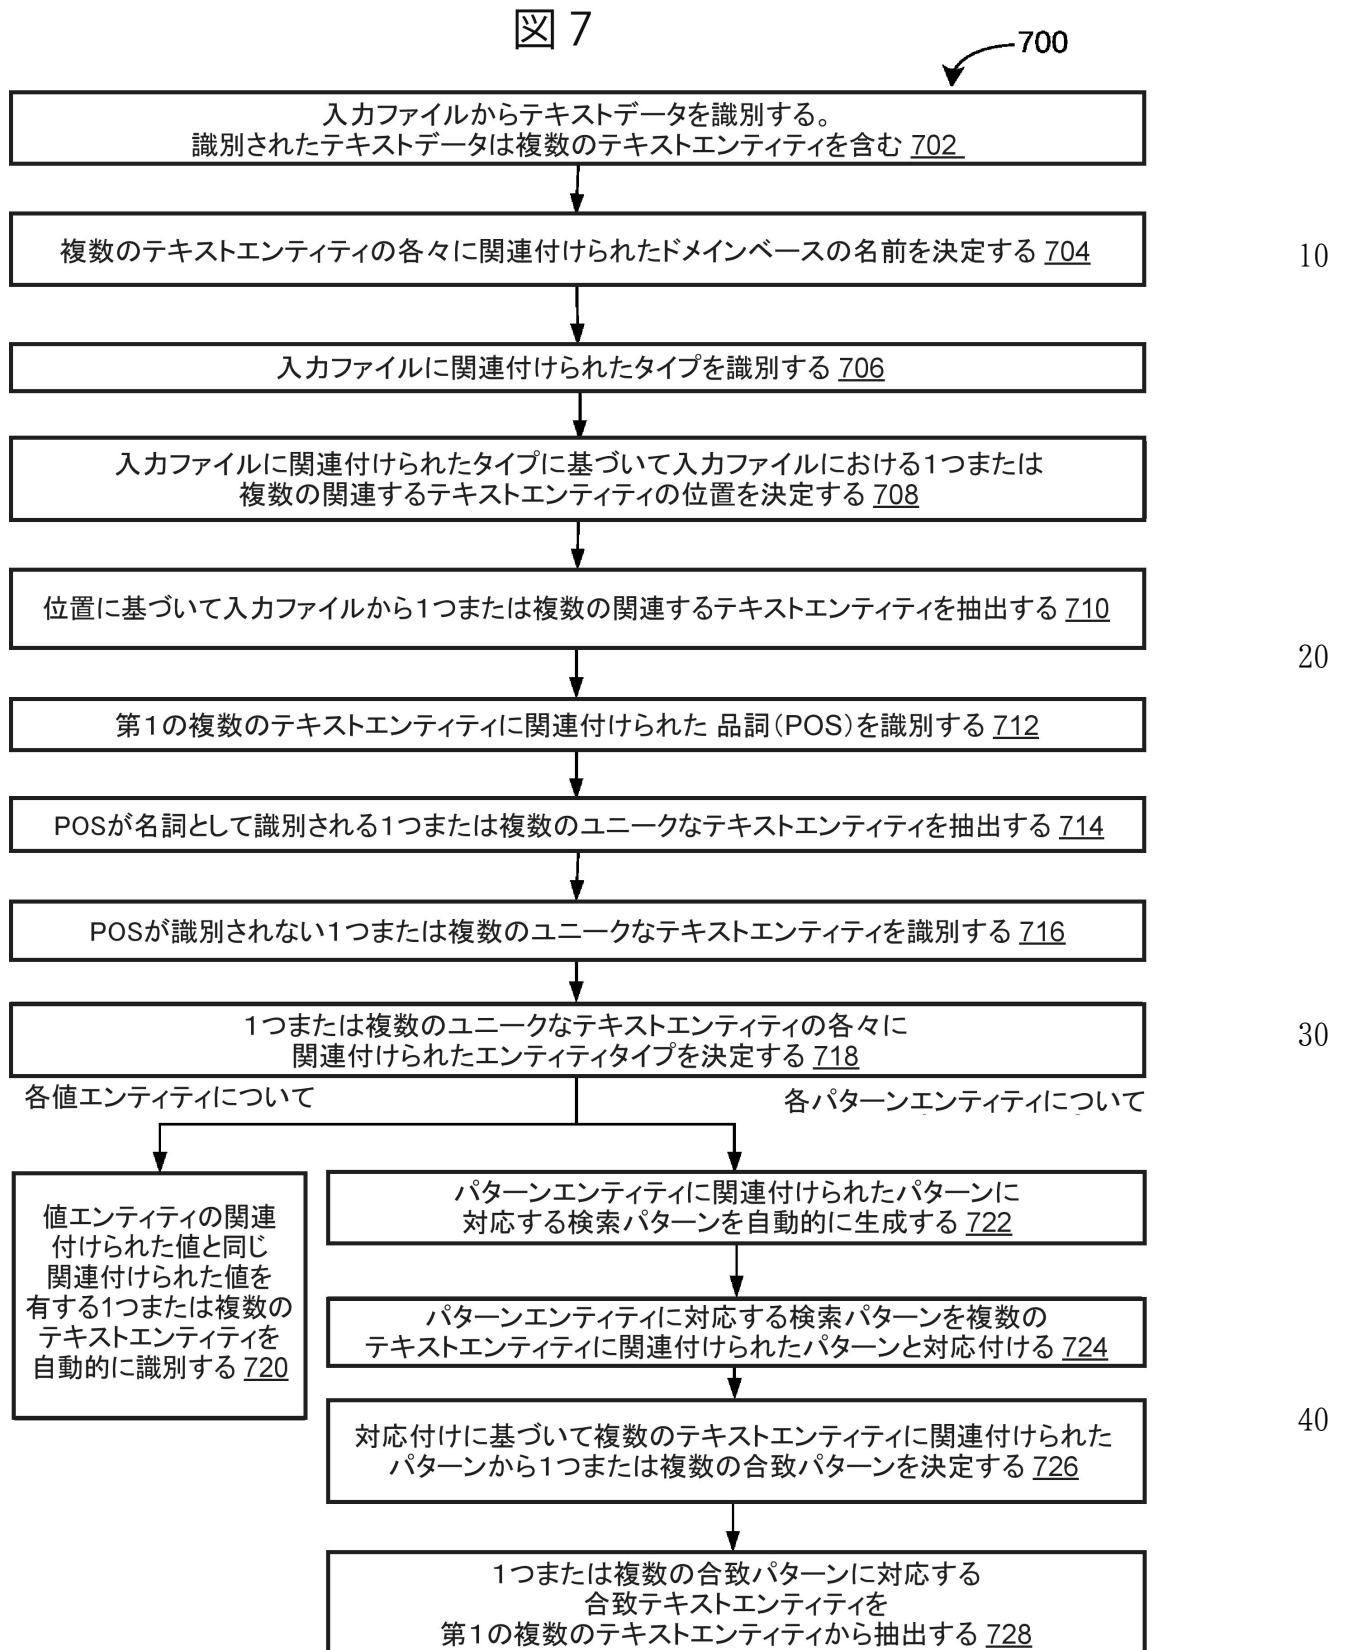 図７
700
入力ファイルからテキストデータを識別する。
識別されたテキストデータは複数のテキストエンティティを含む 702
複数のテキストエンティティの各々に関連付けられたドメインベースの名前を決定する 704
10
入力ファイルに関連付けられたタイプを識別する 706
入力ファイルに関連付けられたタイプに基づいて入力ファイルにおける１つまたは
複数の関連するテキストエンティティの位置を決定する 708
位置に基づいて入力ファイルから１つまたは複数の関連するテキストエンティティを抽出する 710
20
第１の複数のテキストエンティティに関連付けられた 品詞（POS）を識別する 712
POSが名詞として識別される１つまたは複数のユニークなテキストエンティティを抽出する 714
POSが識別されない１つまたは複数のユニークなテキストエンティティを識別する 716
１つまたは複数のユニークなテキストエンティティの各々に
関連付けられたエンティティタイプを決定する 718
30
各値エンティティについて
各パターンエンティティについて
値エンティティの関連
付けられた値と同じ
関連付けられた値を
有する１つまたは複数の
テキストエンティティを
自動的に識別する 720
パターンエンティティに関連付けられたパターンに
対応する検索パターンを自動的に生成する 722
パターンエンティティに対応する検索パターンを複数の
テキストエンティティに関連付けられたパターンと対応付ける 724
対応付けに基づいて複数のテキストエンティティに関連付けられた
パターンから１つまたは複数の合致パターンを決定する 726
40
１つまたは複数の合致パターンに対応する
合致テキストエンティティを
第１の複数のテキストエンティティから抽出する 728